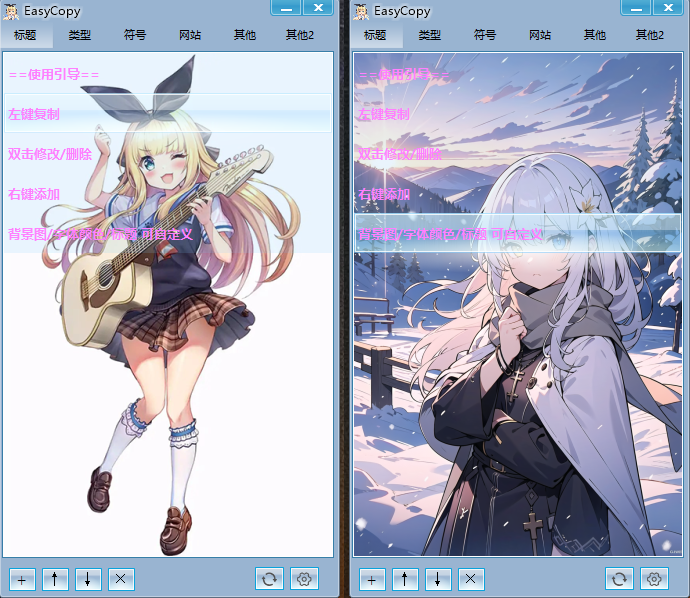 EasyCopy
标题 类型 符号 网站 其他 其他2
==使用引导==
左键复制
双击修改/删除
右键添加
背景图/字体颜色/标题 可自定义
EasyCopy
标题 类型 符号 网站 其他 其他2
==使用引导==
左键复制
双击修改/删除
右键添加
背景图/字体颜色/标题 可自定义